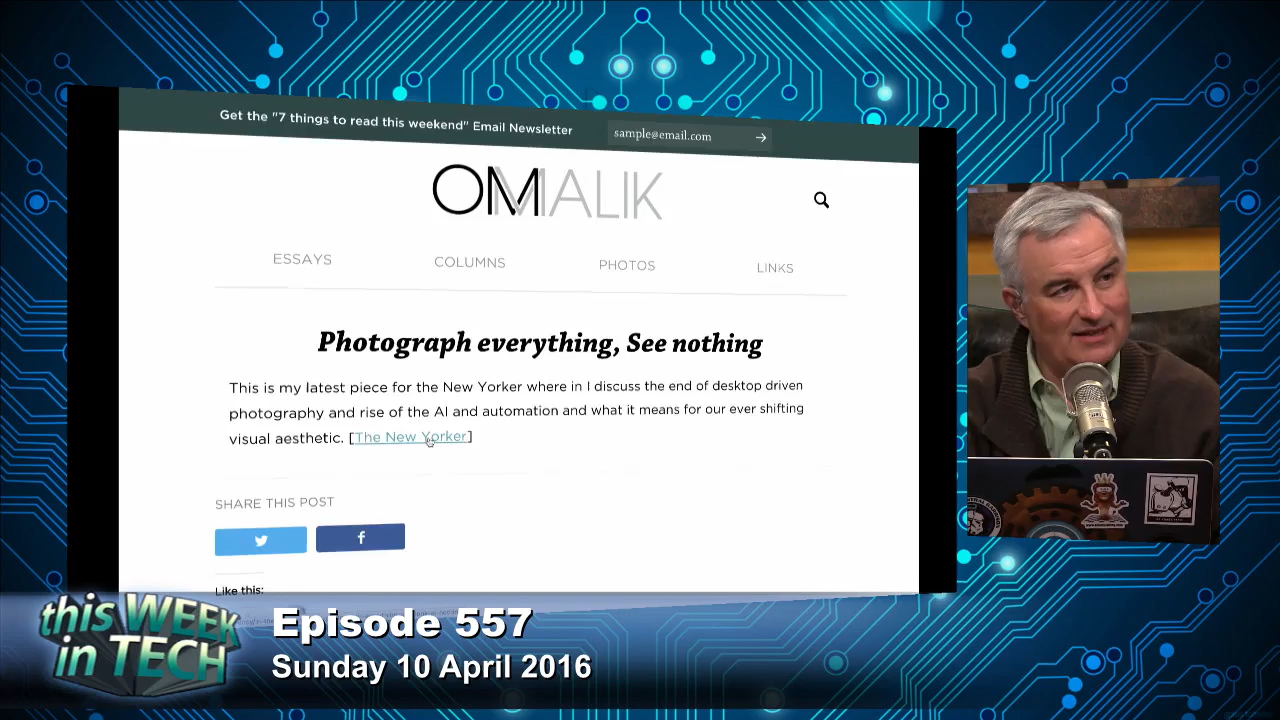 Get the "7 things to read this weekend" Email Newsletter
sample@email.com
OMMALIK
ESSAYS COLUMNS PHOTOS LINKS
Photograph everything, See nothing
This is my latest piece for the New Yorker where in I discuss the end of desktop driven
photography and rise of the AI and automation and what it means for our ever shifting
visual aesthetic. [The New Yorker]
SHARE THIS POST
Like this:
this WEEK
in TECH
Episode 557
Sunday 10 April 2016